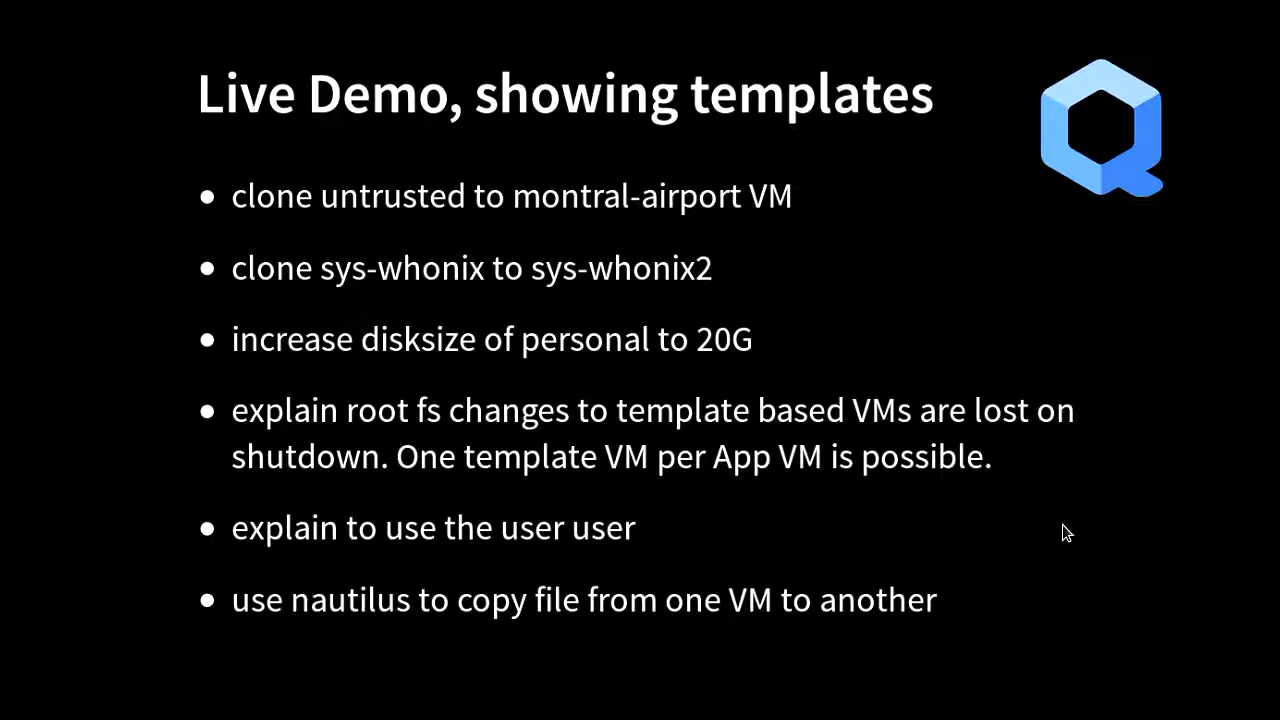 Live Demo, showing templates
• clone untrusted to montral-airport VM
• clone sys-whonix to sys-whonix2
• increase disksize of personal to 20G
• explain root fs changes to template based VMs are lost on
shutdown. One template VM per App VM is possible.
• explain to use the user user
• use nautilus to copy file from one VM to another